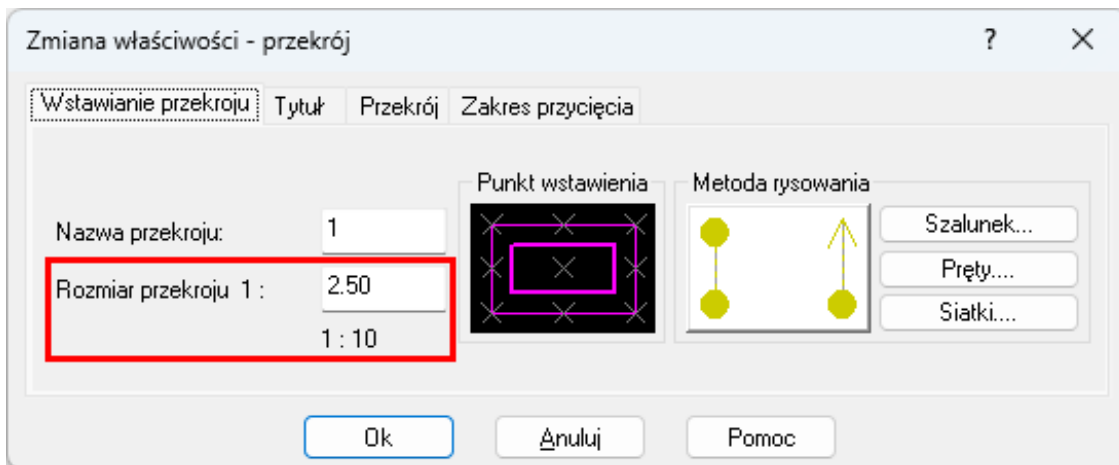 Zmiana właściwości - przekrój ?
Wstawianie przekroju Tytuł Przekrój Zakres przycięcia
Punkt wstawienia Metoda rysowania
Nazwa przekroju: 1 Szalunek...
Rozmiar przekroju 1 : 2.50 Pręty....
1 : 10 Siatki....
Ok Anuluj Pomoc